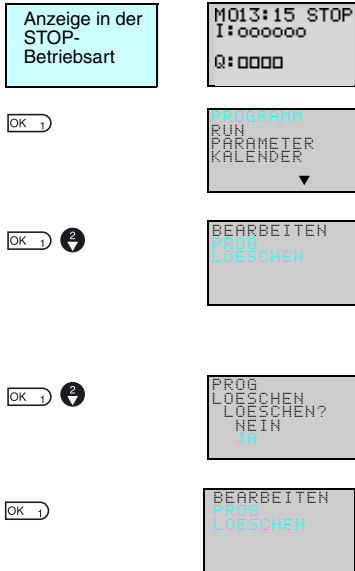 Anzeige in der
STOP-
Betriebsart
MO13:15 STOP
I:oooooo
Q:□□□□
OK 1)
PROGRAMM
RUN
PARAMETER
KALENDER
▼
OK 1) 2
BEARBEITEN
PROG
LOESCHEN
OK 1) 2
PROG
LOESCHEN
LOESCHEN?
NEIN
JA
OK 1)
BEARBEITEN
PROG
LOESCHEN